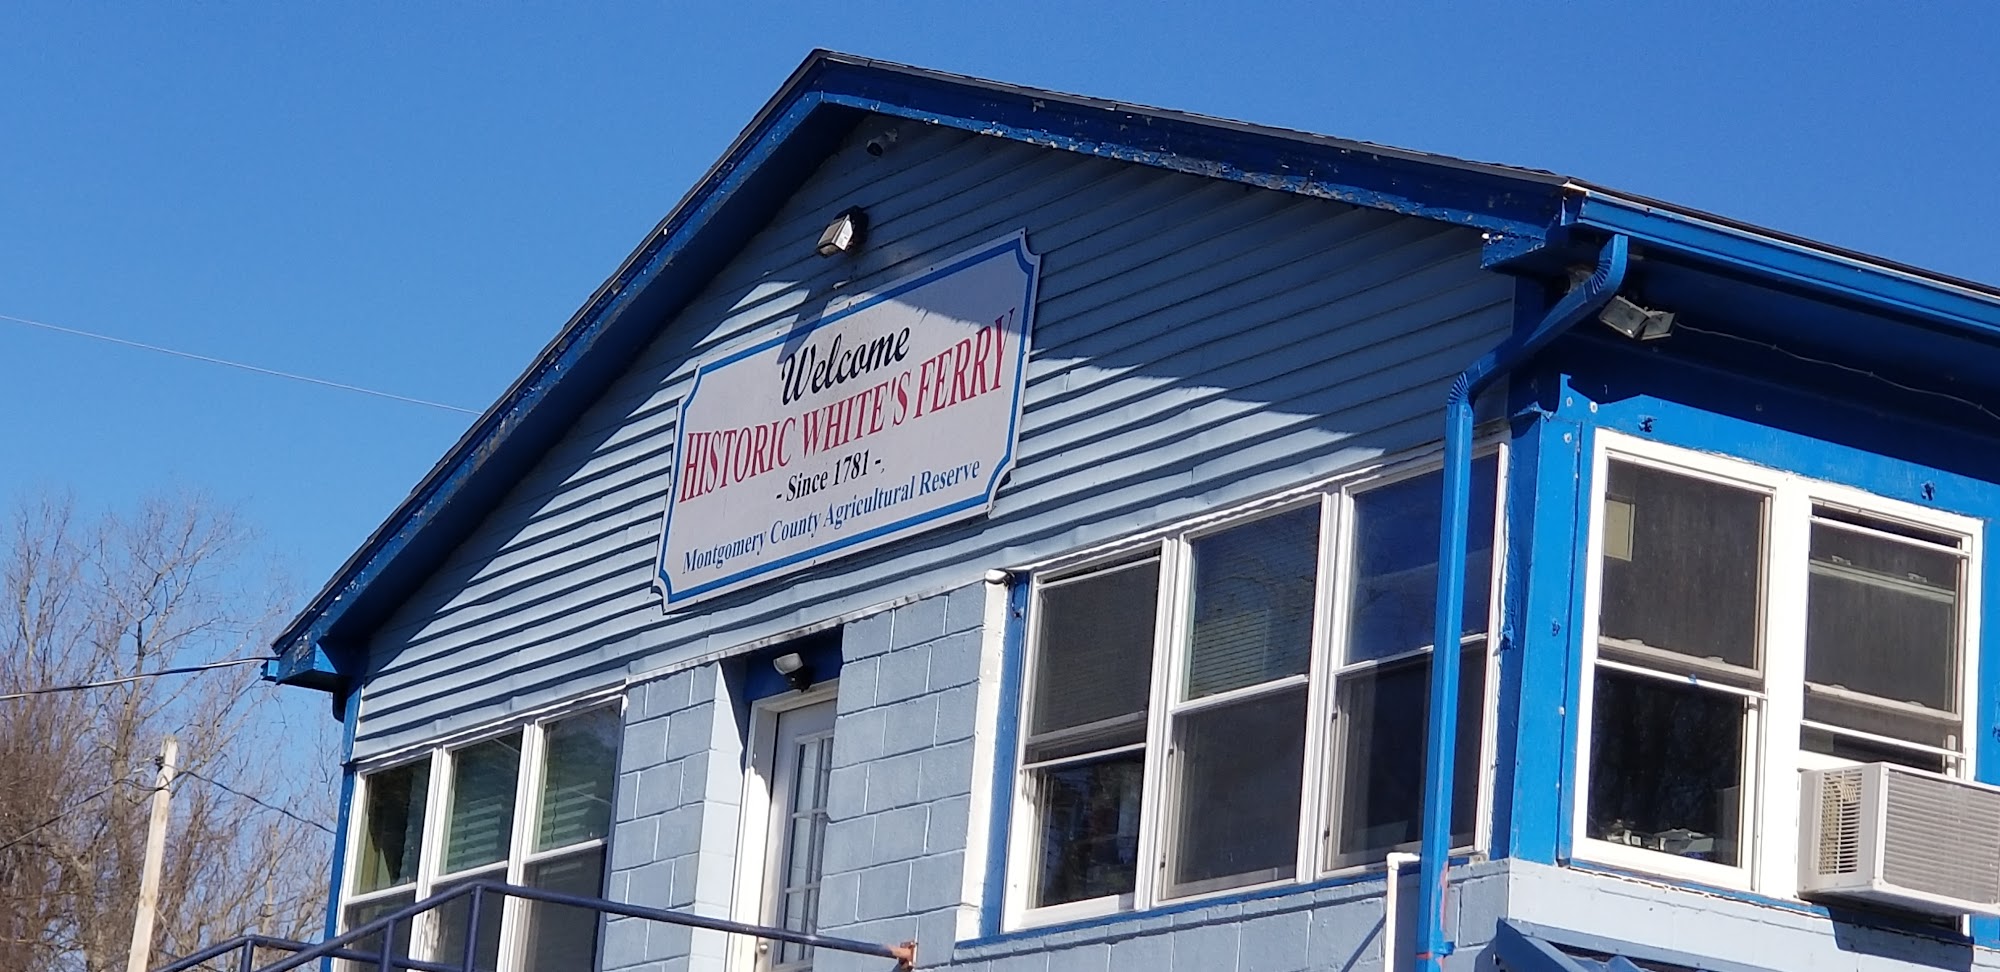 Welcome
HISTORIC WHITE'S FERRY
- Since 1781 -
Montgomery County Agricultural Reserve